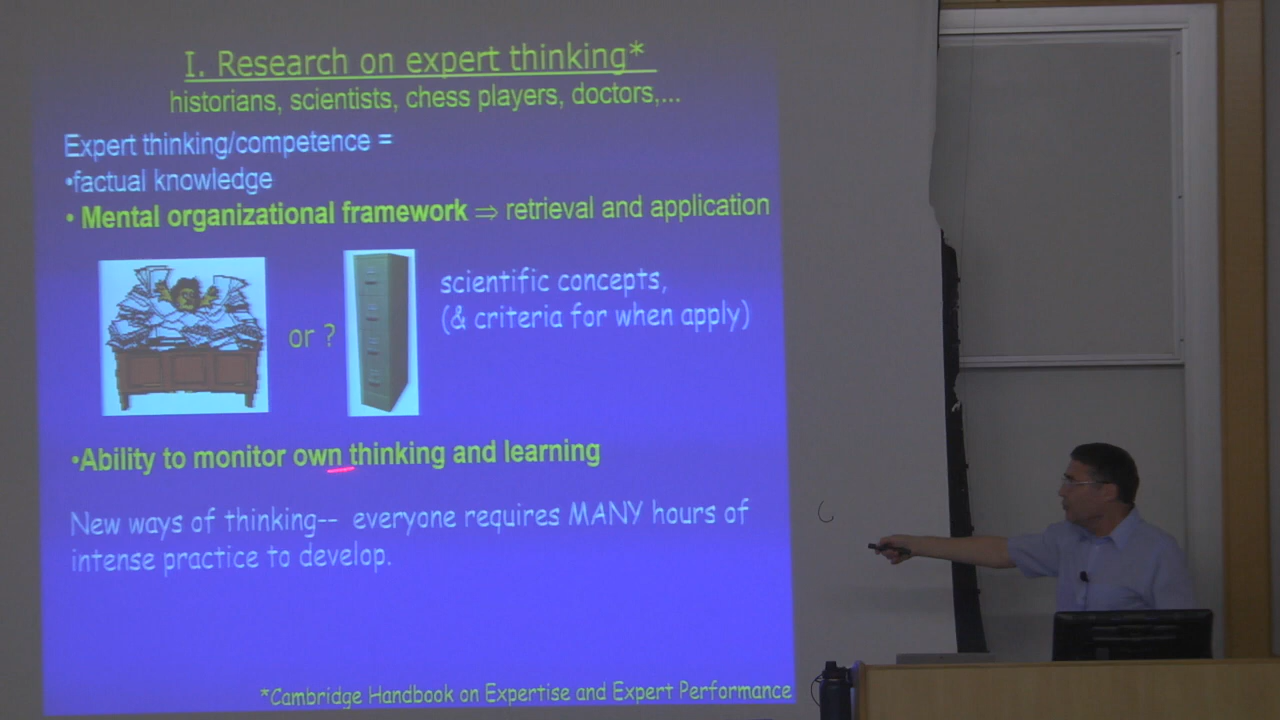 I. Research on expert thinking*
historians, scientists, chess players, doctors,...
Expert thinking/competence =
•factual knowledge
• Mental organizational framework ⇒ retrieval and application
or ?
scientific concepts,
(& criteria for when apply)
•Ability to monitor own thinking and learning
New ways of thinking-- everyone requires MANY hours of
intense practice to develop.
*Cambridge Handbook on Expertise and Expert Performance